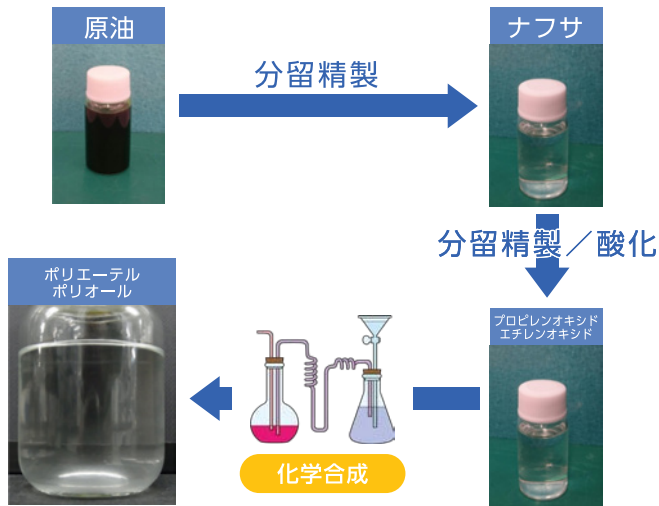 原油
分留精製
ナフサ
分留精製／酸化
プロピレンオキシド
エチレンオキシド
化学合成
ポリエーテル
ポリオール